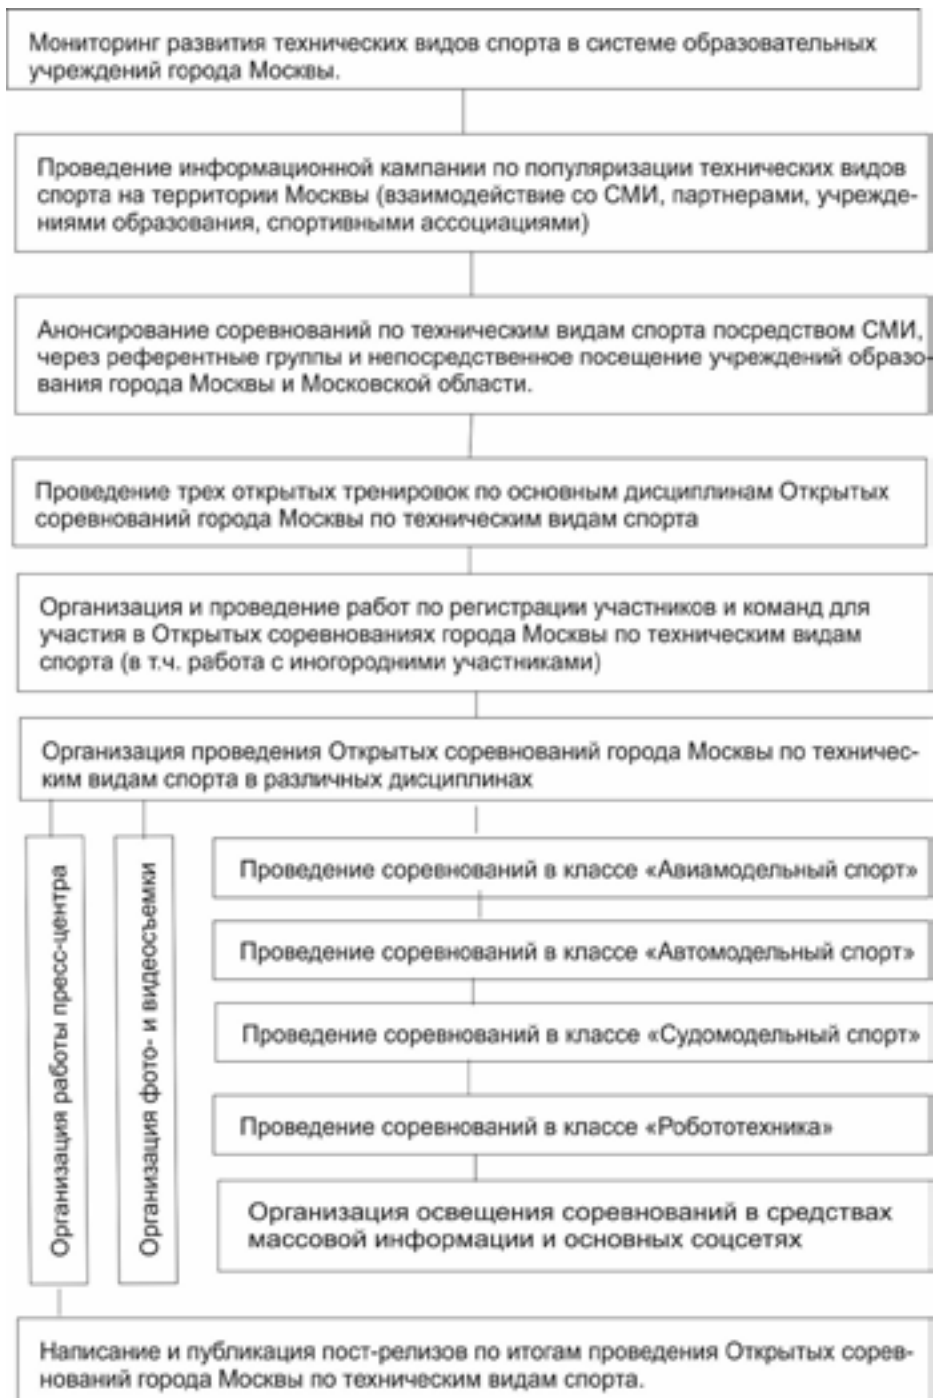 Мониторинг развития технических видов спорта в системе образовательных
учреждений города Москвы.
Проведение информационной кампании по популяризации технических видов
спорта на территории Москвы (взаимодействие со СМИ, партнерами, учрежде-
ниями образования, спортивными ассоциациями)
Анонсирование соревнований по техническим видам спорта посредством СМИ,
через референтные группы и непосредственное посещение учреждений образо-
вания города Москвы и Московской области.
Проведение трех открытых тренировок по основным дисциплинам Открытых
соревнований города Москвы по техническим видам спорта
Организация и проведение работ по регистрации участников и команд для
участия в Открытых соревнованиях города Москвы по техническим видам
спорта (в т.ч. работа с иногородними участниками)
Организация проведения Открытых соревнований города Москвы по техничес-
ким видам спорта в различных дисциплинах
Организация работы пресс-центра
Организация фото- и видеосъемки
Проведение соревнований в классе «Авиамодельный спорт»
Проведение соревнований в классе «Автомодельный спорт»
Проведение соревнований в классе «Судомодельный спорт»
Проведение соревнований в классе «Робототехника»
Организация освещения соревнований в средствах
массовой информации и основных соцсетях
Написание и публикация пост-релизов по итогам проведения Открытых сорев-
нований города Москвы по техническим видам спорта.